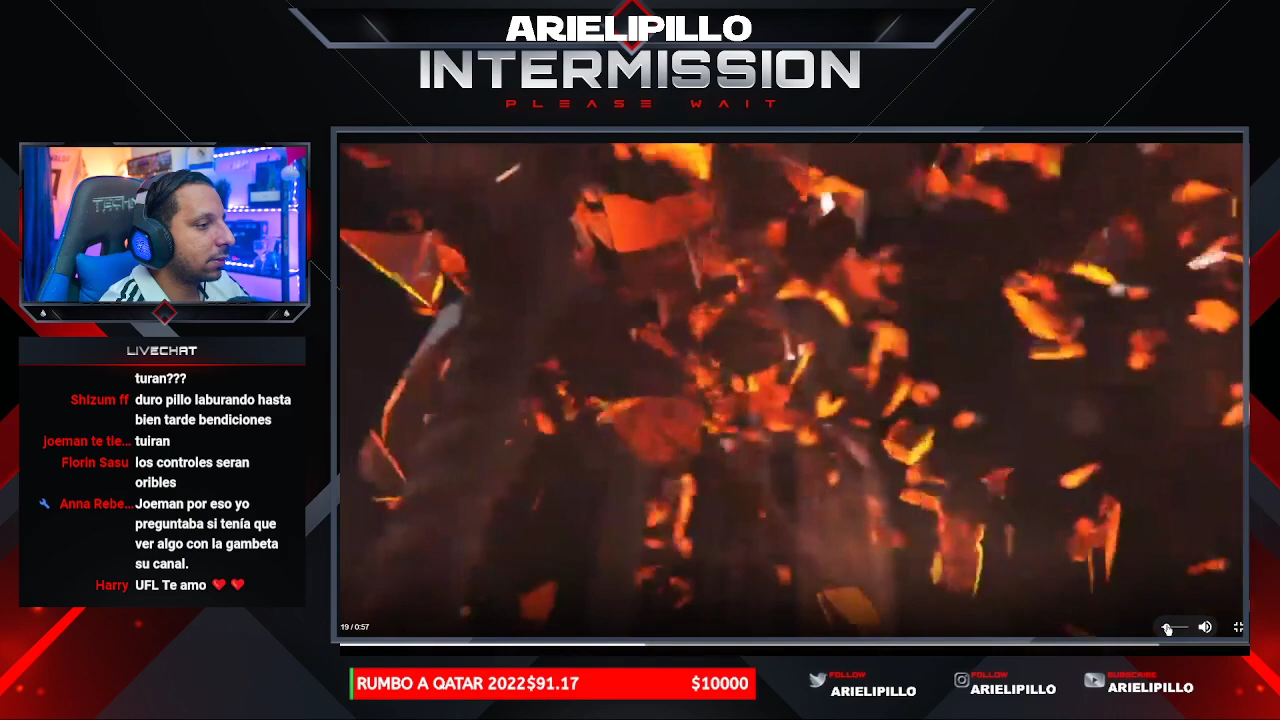 ARIELIPILLO
INTERMISSION
PLEASE WAIT
LIVECHAT
turan???
Shizum ff duro pillo laburando hasta
bien tarde bendiciones
joeman te tie... tuiran
Florin Sasu los controles seran
oribles
Anna Rebe... Joeman por eso yo
preguntaba si tenía que
ver algo con la gambeta
su canal.
Harry UFL Te amo ❤️ ❤️
19 / 0:57
RUMBO A QATAR 2022$91.17 $10000
FOLLOW
ARIELIPILLO
FOLLOW
ARIELIPILLO
SUBSCRIBE
ARIELIPILLO